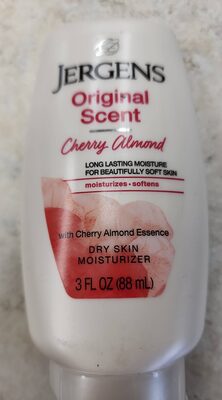 JERGENS
Original
Scent
Cherry Almond
LONG LASTING MOISTURE
FOR BEAUTIFULLY SOFT SKIN
moisturizes • softens
with Cherry Almond Essence
DRY SKIN
MOISTURIZER
3 FL OZ (88 mL)